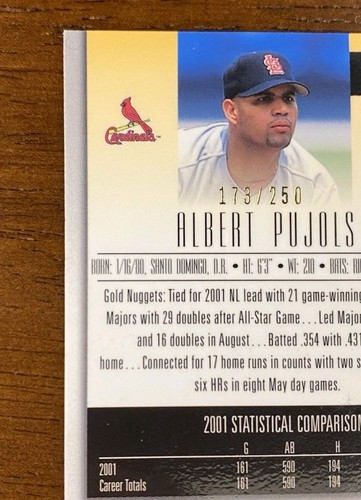 StL
Cardinals
173/250
ALBERT PUJOLS
BORN: 1/16/80, SANTO DOMINGO, D.R. • HT: 6'3" • WT: 210 • BATS:
Gold Nuggets: Tied for 2001 NL lead with 21 game-winning
Majors with 29 doubles after All-Star Game...Led Major
and 16 doubles in August...Batted .354 with .431
home...Connected for 17 home runs in counts with two s
six HRs in eight May day games.
2001 STATISTICAL COMPARISON
G AB H
2001 161 590 194
Career Totals 161 590 194